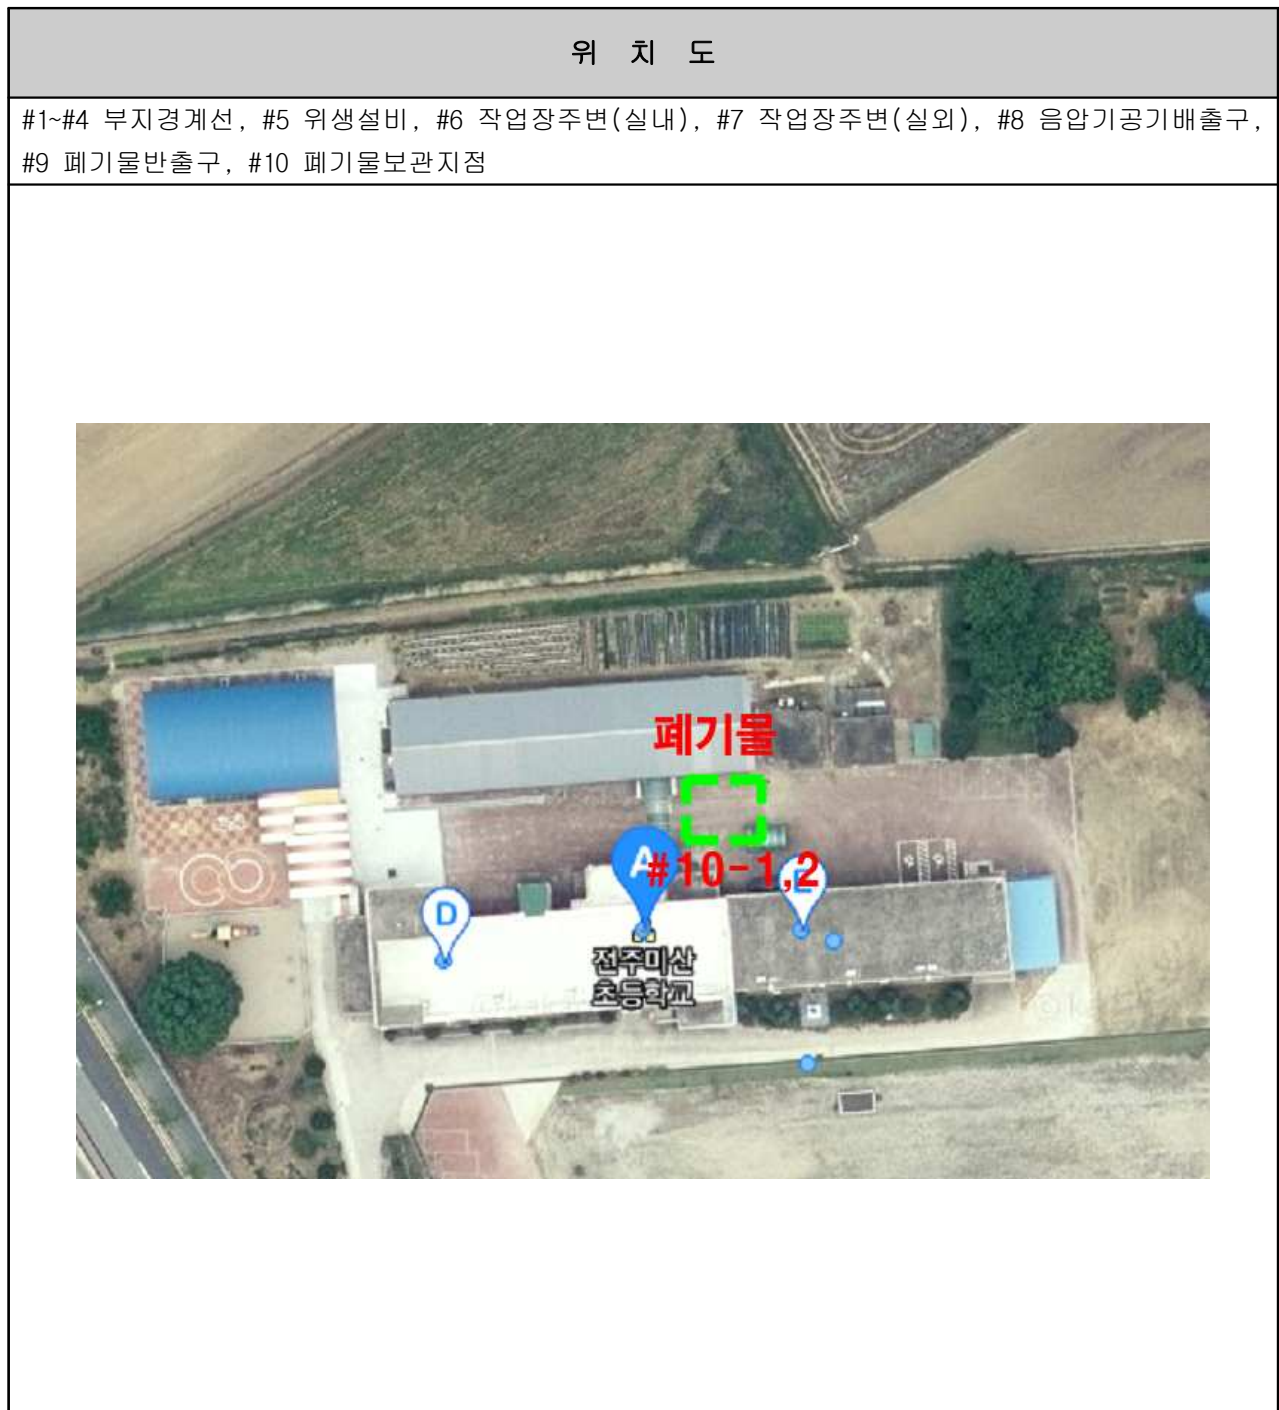 위 치 도
#1~#4 부지경계선, #5 위생설비, #6 작업장주변(실내), #7 작업장주변(실외), #8 음압기공기배출구,
#9 폐기물반출구, #10 폐기물보관지점
폐기물
A
#10-1,2
E
D
전주미산
초등학교